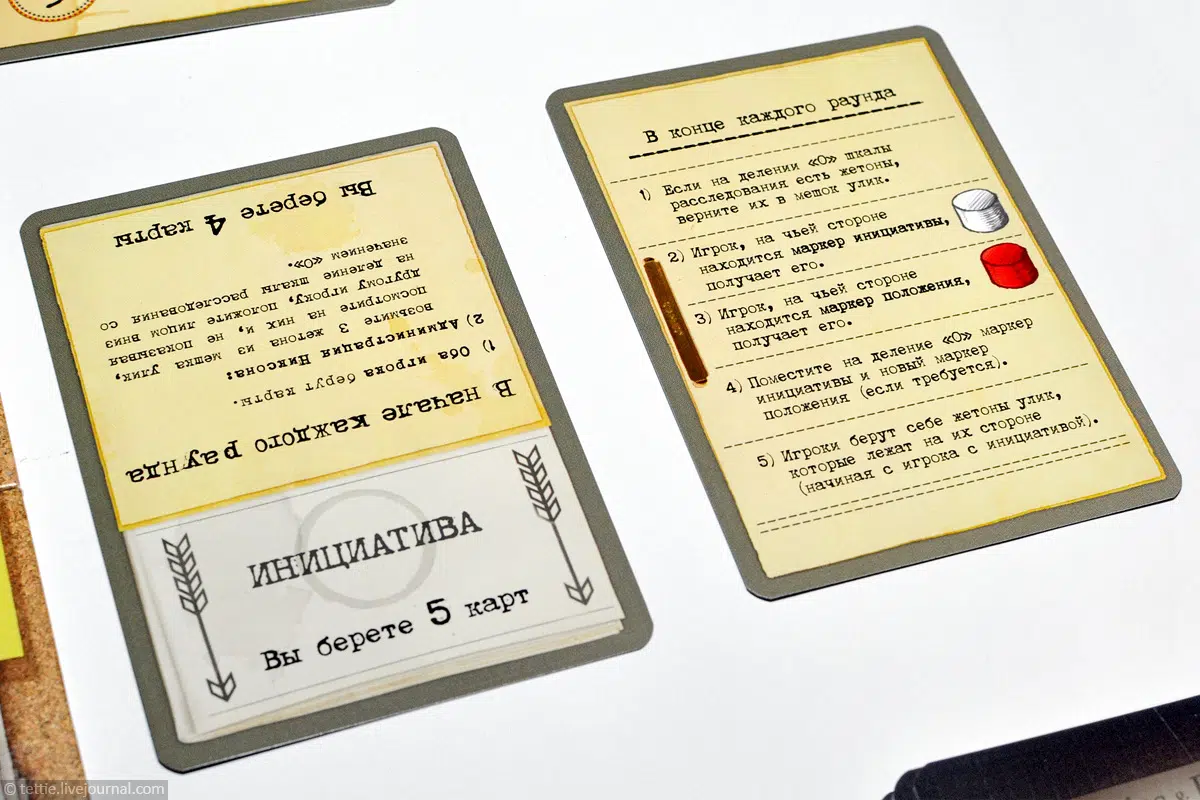 В начале каждого раунда
1) Оба игрока берут карты.
2) Администрация Никсона:
возьмите 3 жетона из мешка улик,
посмотрите на них и, не показывая
другому игроку, положите лицом вниз
на деление шкалы расследования со
значением «0».
Вы берете 4 карты
ИНИЦИАТИВА
Вы берете 5 карт
В конце каждого раунда
1) Если на делении «0» шкалы
расследования есть жетоны,
верните их в мешок улик.
2) Игрок, на чьей стороне
находится маркер инициативы,
получает его.
3) Игрок, на чьей стороне
находится маркер положения,
получает его.
4) Поместите на деление «0» маркер
инициативы и новый маркер
положения (если требуется).
5) Игроки берут себе жетоны улик,
которые лежат на их стороне
(начиная с игрока с инициативой).
© tettie.livejournal.com